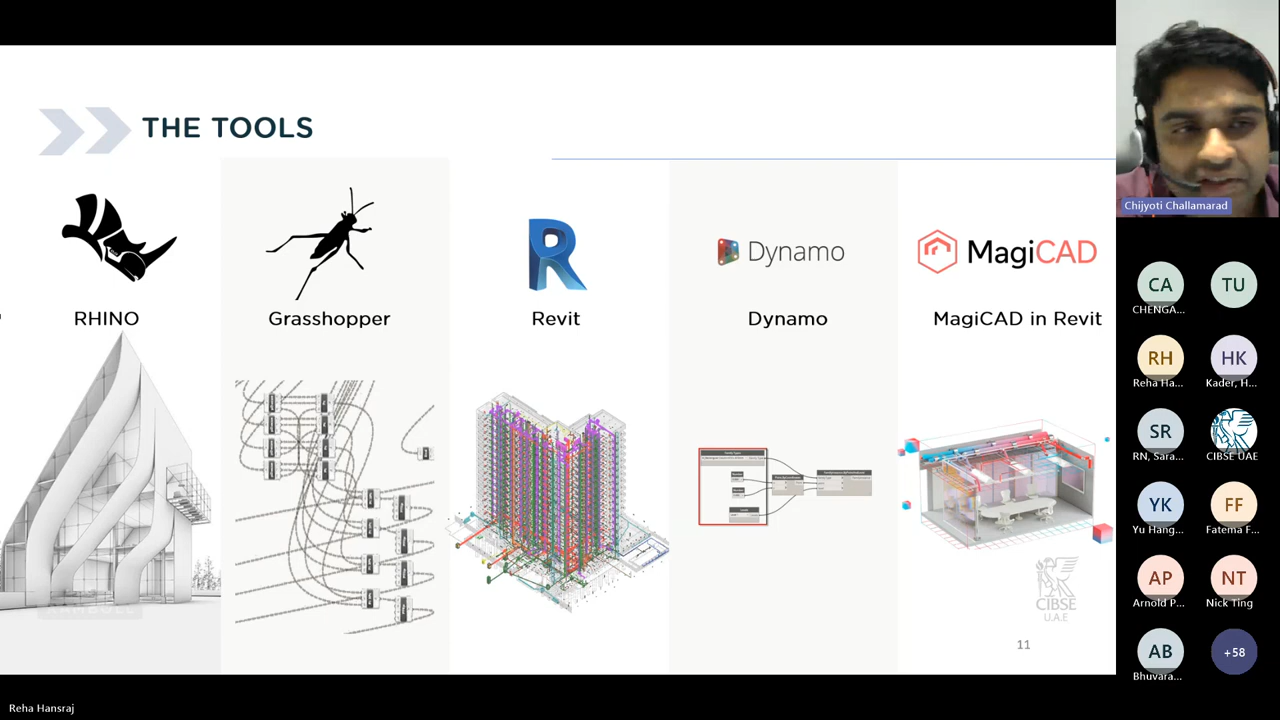 THE TOOLS
Dynamo
MagiCAD
RHINO
Grasshopper
Revit
Dynamo
MagiCAD in Revit
CIBSE
U.A.E
11
Chijyoti Challamarad
CA
TU
CHENGA...
RH
HK
Reha Ha...
Kader, H...
SR
RN, Sara...
CIBSE UAE
YK
FF
Yu Hang...
Fatema F...
AP
NT
Arnold P...
Nick Ting
AB
+58
Bhuvara...
Reha Hansraj